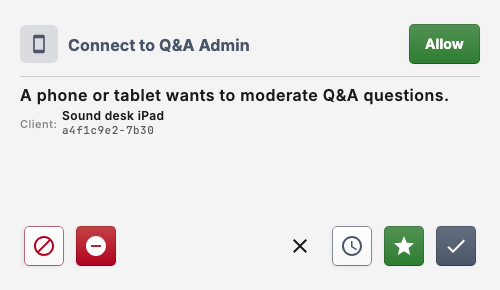 Connect to Q&A Admin
Allow
A phone or tablet wants to moderate Q&A questions.
Client: Sound desk iPad
a4f1c9e2-7b30